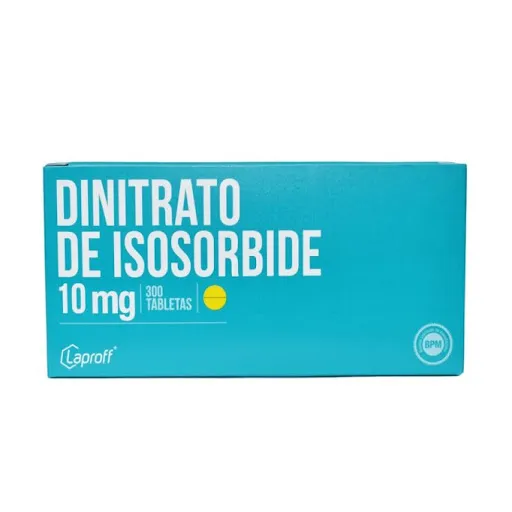 DINITRATO
DE ISOSORBIDE
10 mg
300
TABLETAS
Laproff®
BPM